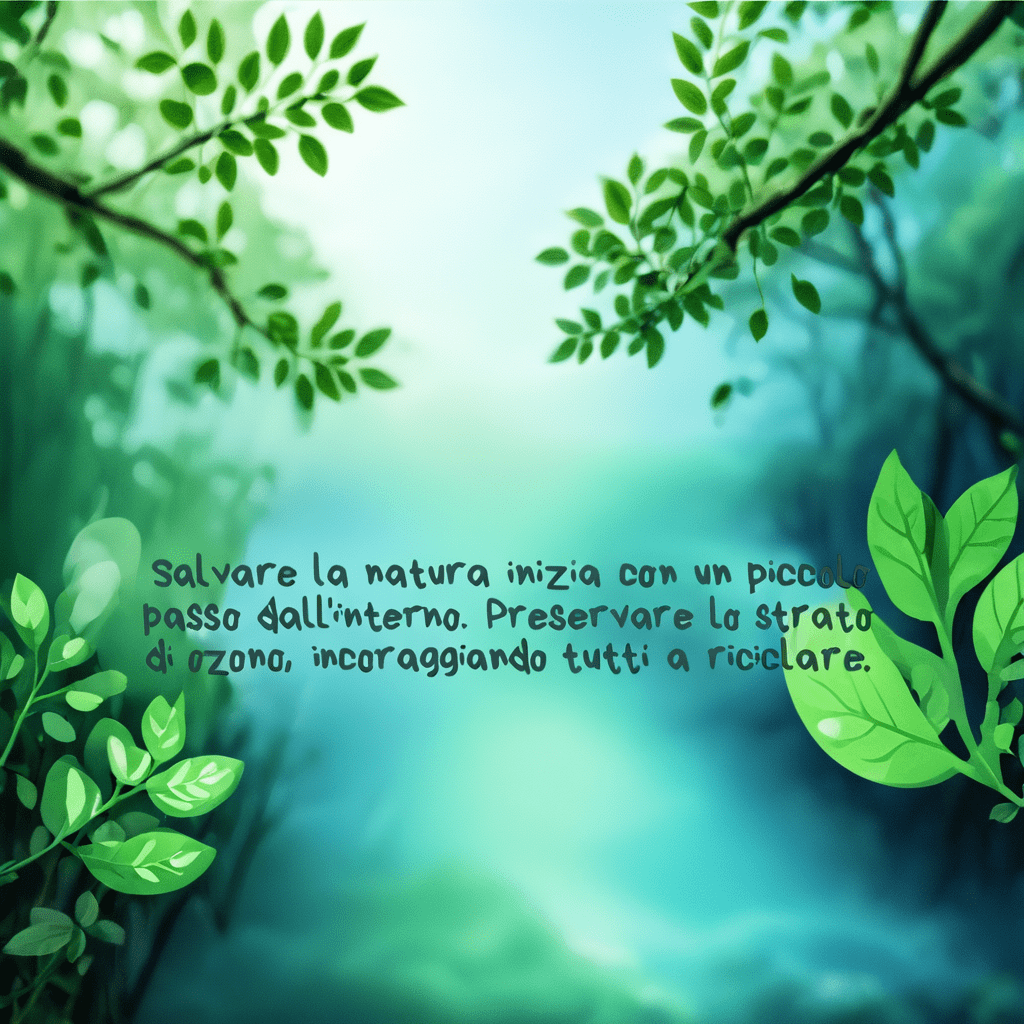 Salvare la natura inizia con un piccolo
passo dall'interno. Preservare lo strato
di ozono, incoraggiando tutti a riciclare.